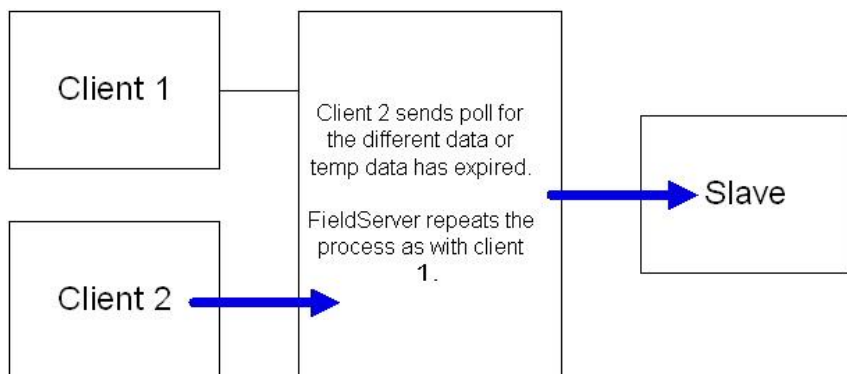 Client 1
Client 2 sends poll for
the different data or
temp data has expired.
FieldServer repeats the
process as with client
1.
Client 2
Slave